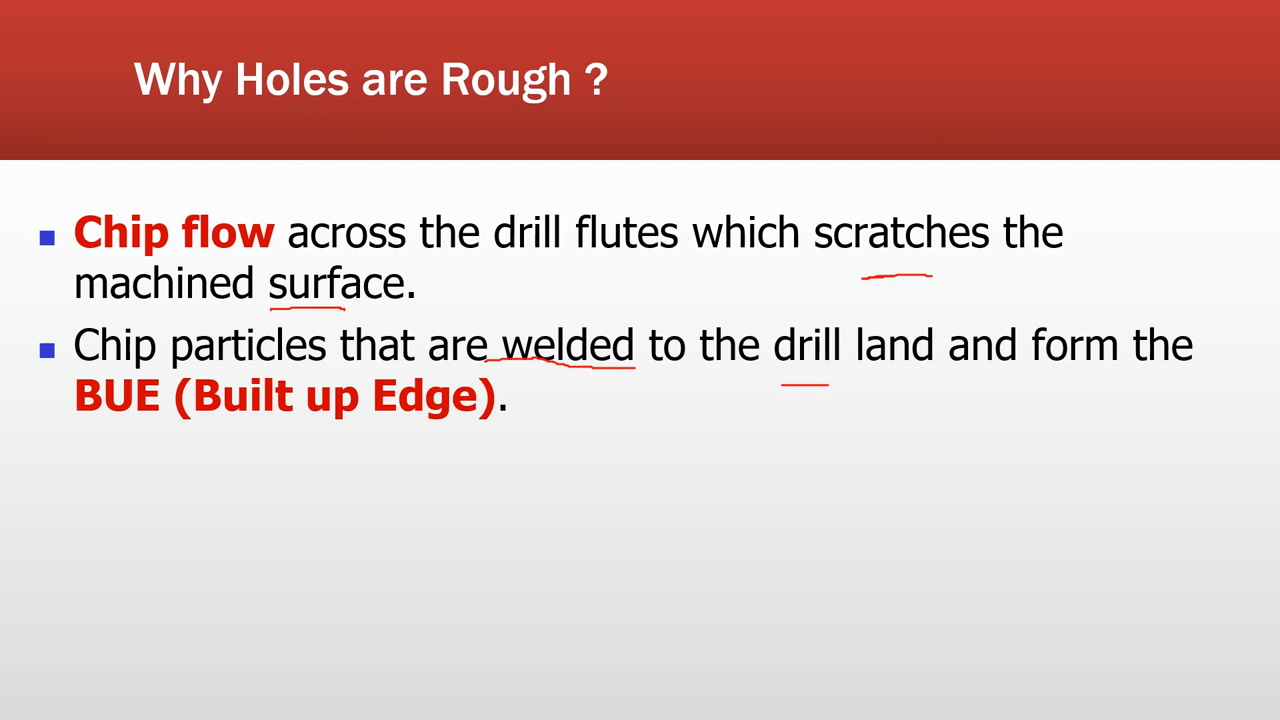 Why Holes are Rough ?
Chip flow across the drill flutes which scratches the
machined surface.
Chip particles that are welded to the drill land and form the
BUE (Built up Edge).